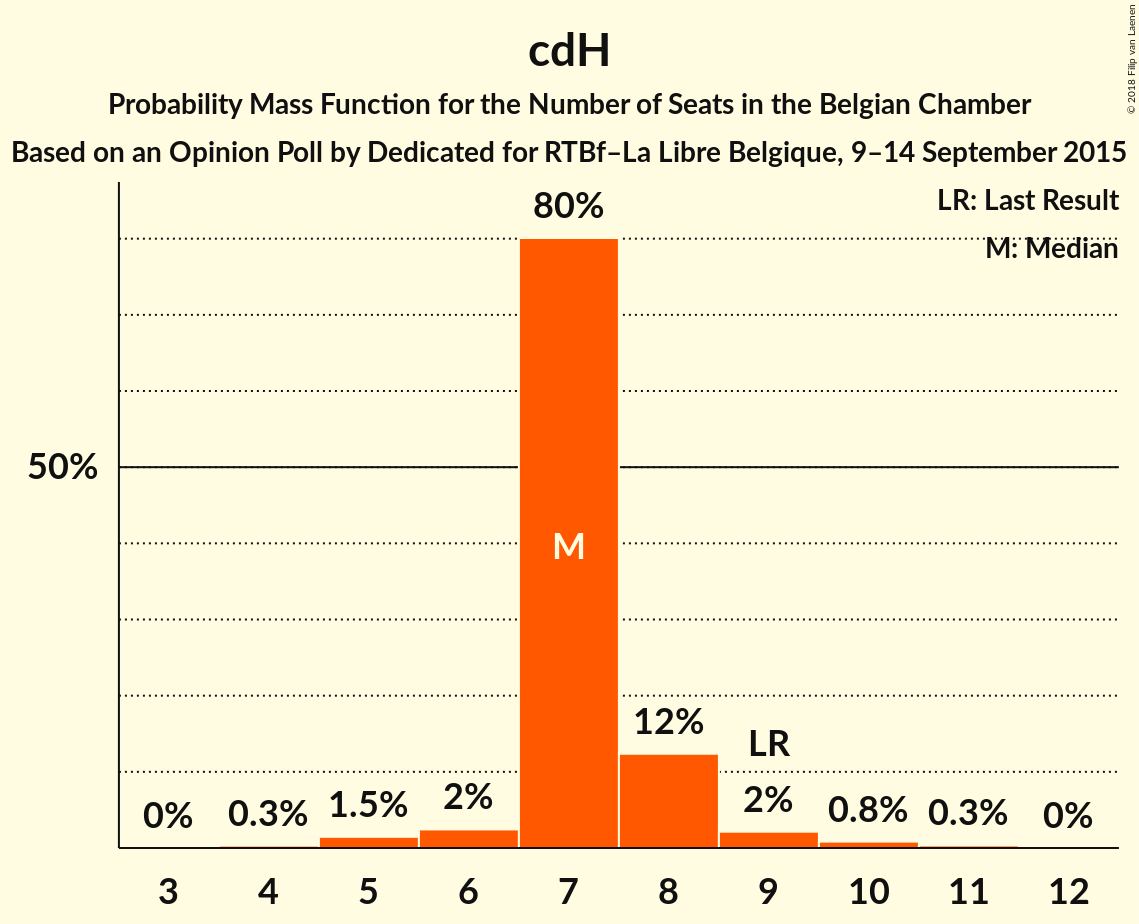 cdH
Probability Mass Function for the Number of Seats in the Belgian Chamber
Based on an Opinion Poll by Dedicated for RTBf–La Libre Belgique, 9–14 September 2015
© 2018 Filip van Laenen
LR: Last Result
M: Median
50%
80%
M
12%
LR
0%
0.3%
1.5%
2%
2%
0.8%
0.3%
0%
3 4 5 6 7 8 9 10 11 12